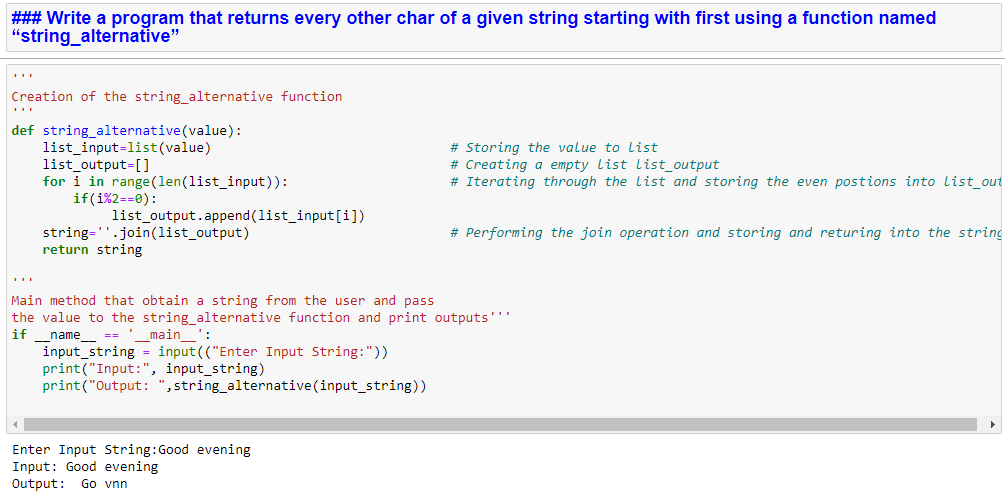 ### Write a program that returns every other char of a given string starting with first using a function named
“string_alternative”
'''
Creation of the string_alternative function
'''
def string_alternative(value):
    list_input=list(value)                               # Storing the value to list
    list_output=[]                                       # Creating a empty list list_output
    for i in range(len(list_input)):                     # Iterating through the list and storing the even postions into list_out
        if(i%2==0):
             list_output.append(list_input[i])
    string=''.join(list_output)                          # Performing the join operation and storing and returing into the string
    return string
'''
Main method that obtain a string from the user and pass
the value to the string_alternative function and print outputs'''
if __name__ == '__main__':
    input_string = input(("Enter Input String:"))
    print("Input:", input_string)
    print("Output: ",string_alternative(input_string))
Enter Input String:Good evening
Input: Good evening
Output:  Go vnn